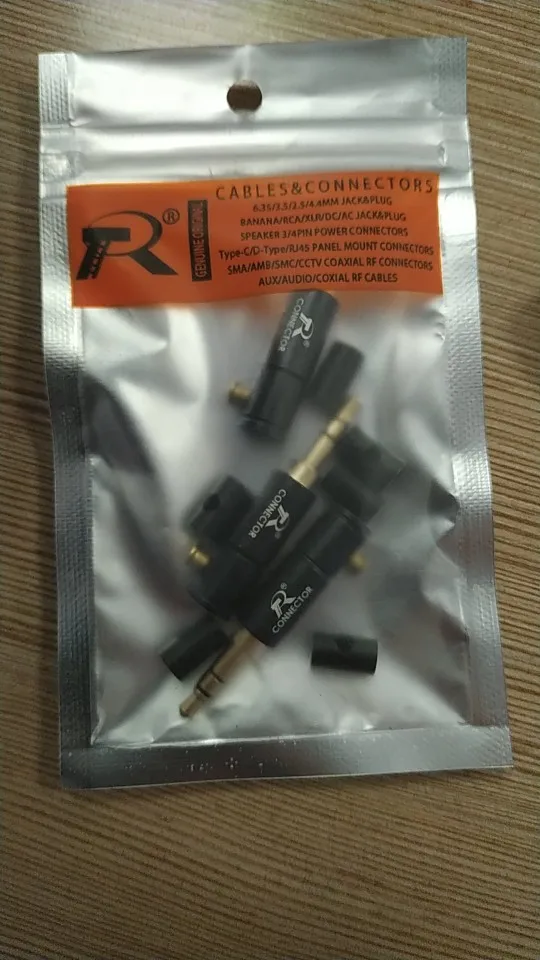 CABLES&CONNECTORS
6.35/3.5/2.5/4.4MM JACK&PLUG
BANANA/RCA/XLR/DC/AC JACK&PLUG
SPEAKER 3/4PIN POWER CONNECTORS
Type-C/D-Type/RJ45 PANEL MOUNT CONNECTORS
SMA/AMB/SMC/CCTV COAXIAL RF CONNECTORS
AUX/AUDIO/COXIAL RF CABLES
GENUINE ORIGINAL
R®
R®
CONNECTOR
R®
CONNECTOR
R®
CONNECTOR